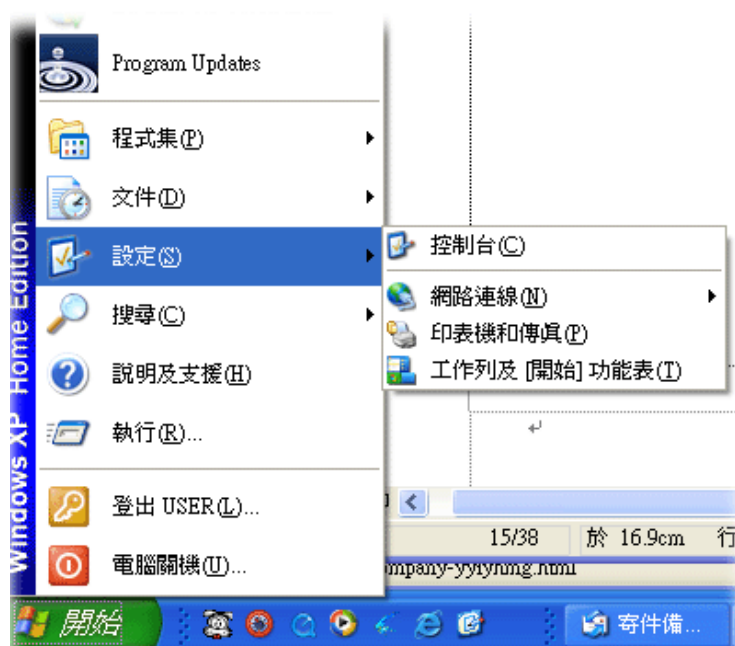 Program Updates
程式集(P)
文件(D)
設定(S)
控制台(C)
網路連線(N)
印表機和傳真(P)
工作列及 [開始] 功能表(T)
搜尋(C)
說明及支援(H)
執行(R)...
登出 USER(L)...
電腦關機(U)...
Windows XP Home Edition
15/38 於 16.9cm 行
開始
寄件備...